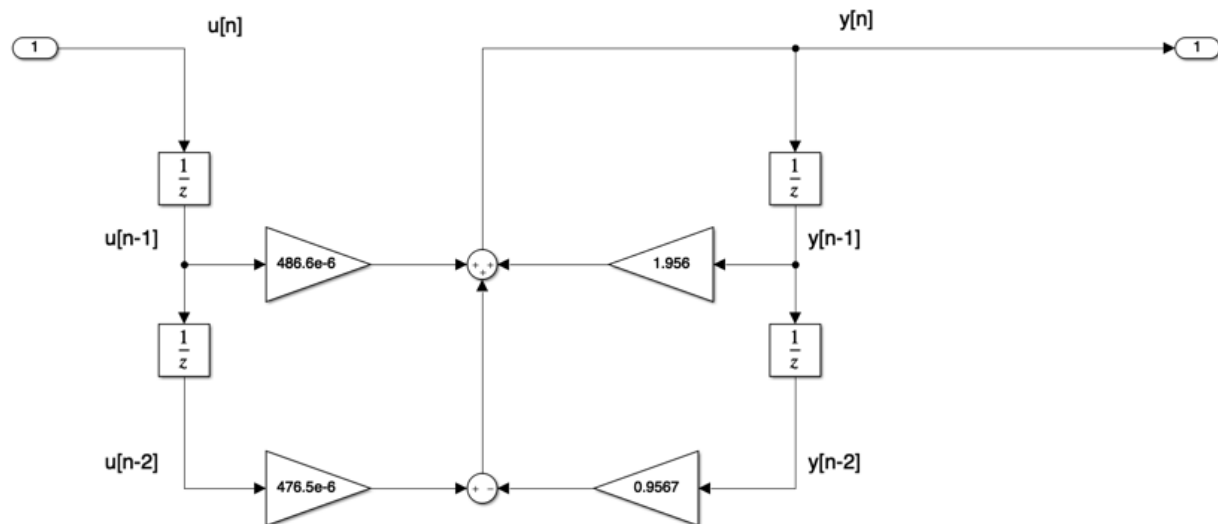 u[n]
y[n]
1
1
1
z
1
z
u[n-1]
y[n-1]
486.6e-6
+ +
+
1.956
1
z
1
z
u[n-2]
y[n-2]
476.5e-6
+ −
0.9567